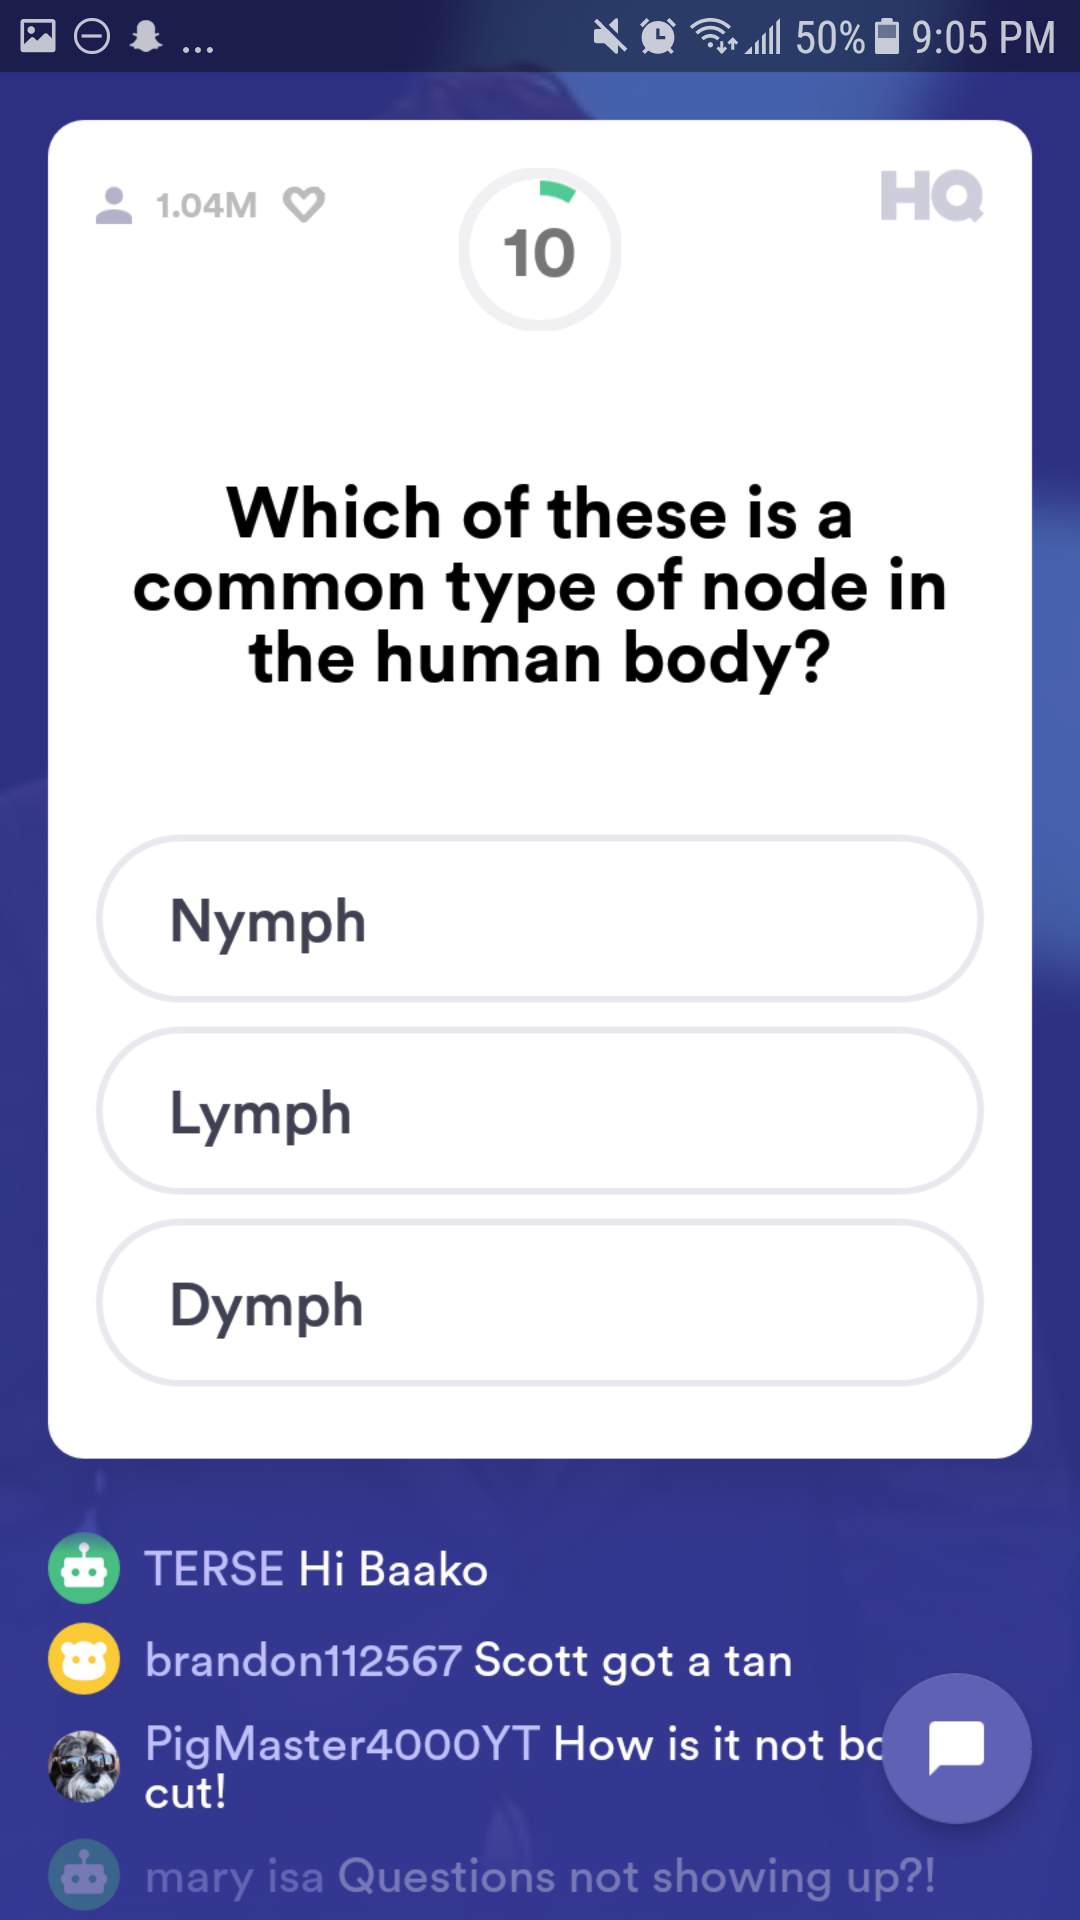 ... 50% 9:05 PM
1.04M
10
HQ
Which of these is a
common type of node in
the human body?
Nymph
Lymph
Dymph
TERSE Hi Baako
brandon112567 Scott got a tan
PigMaster4000YT How is it not
cut!
mary isa Questions not showing up?!